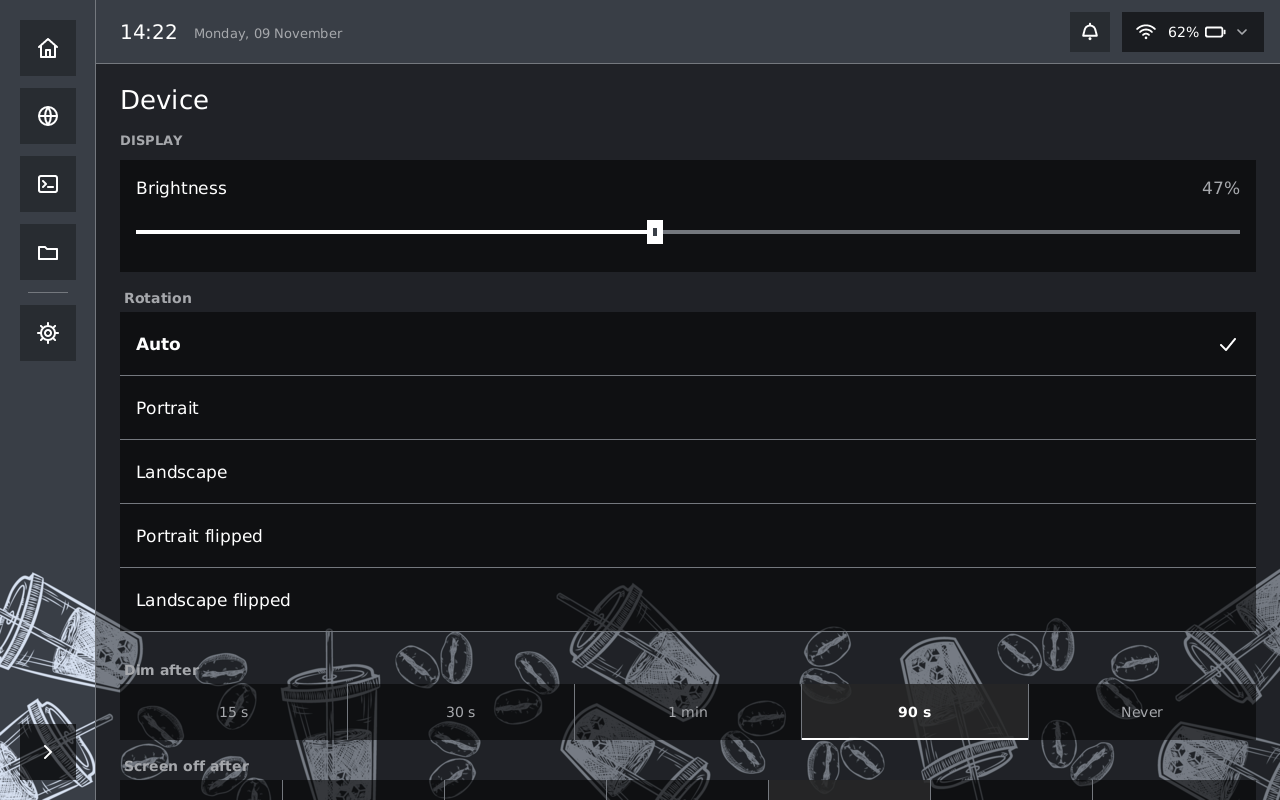 14:22 Monday, 09 November 62%
Device
DISPLAY
Brightness 47%
Rotation
Auto
Portrait
Landscape
Portrait flipped
Landscape flipped
Dim after
15 s 30 s 1 min 90 s Never
Screen off after